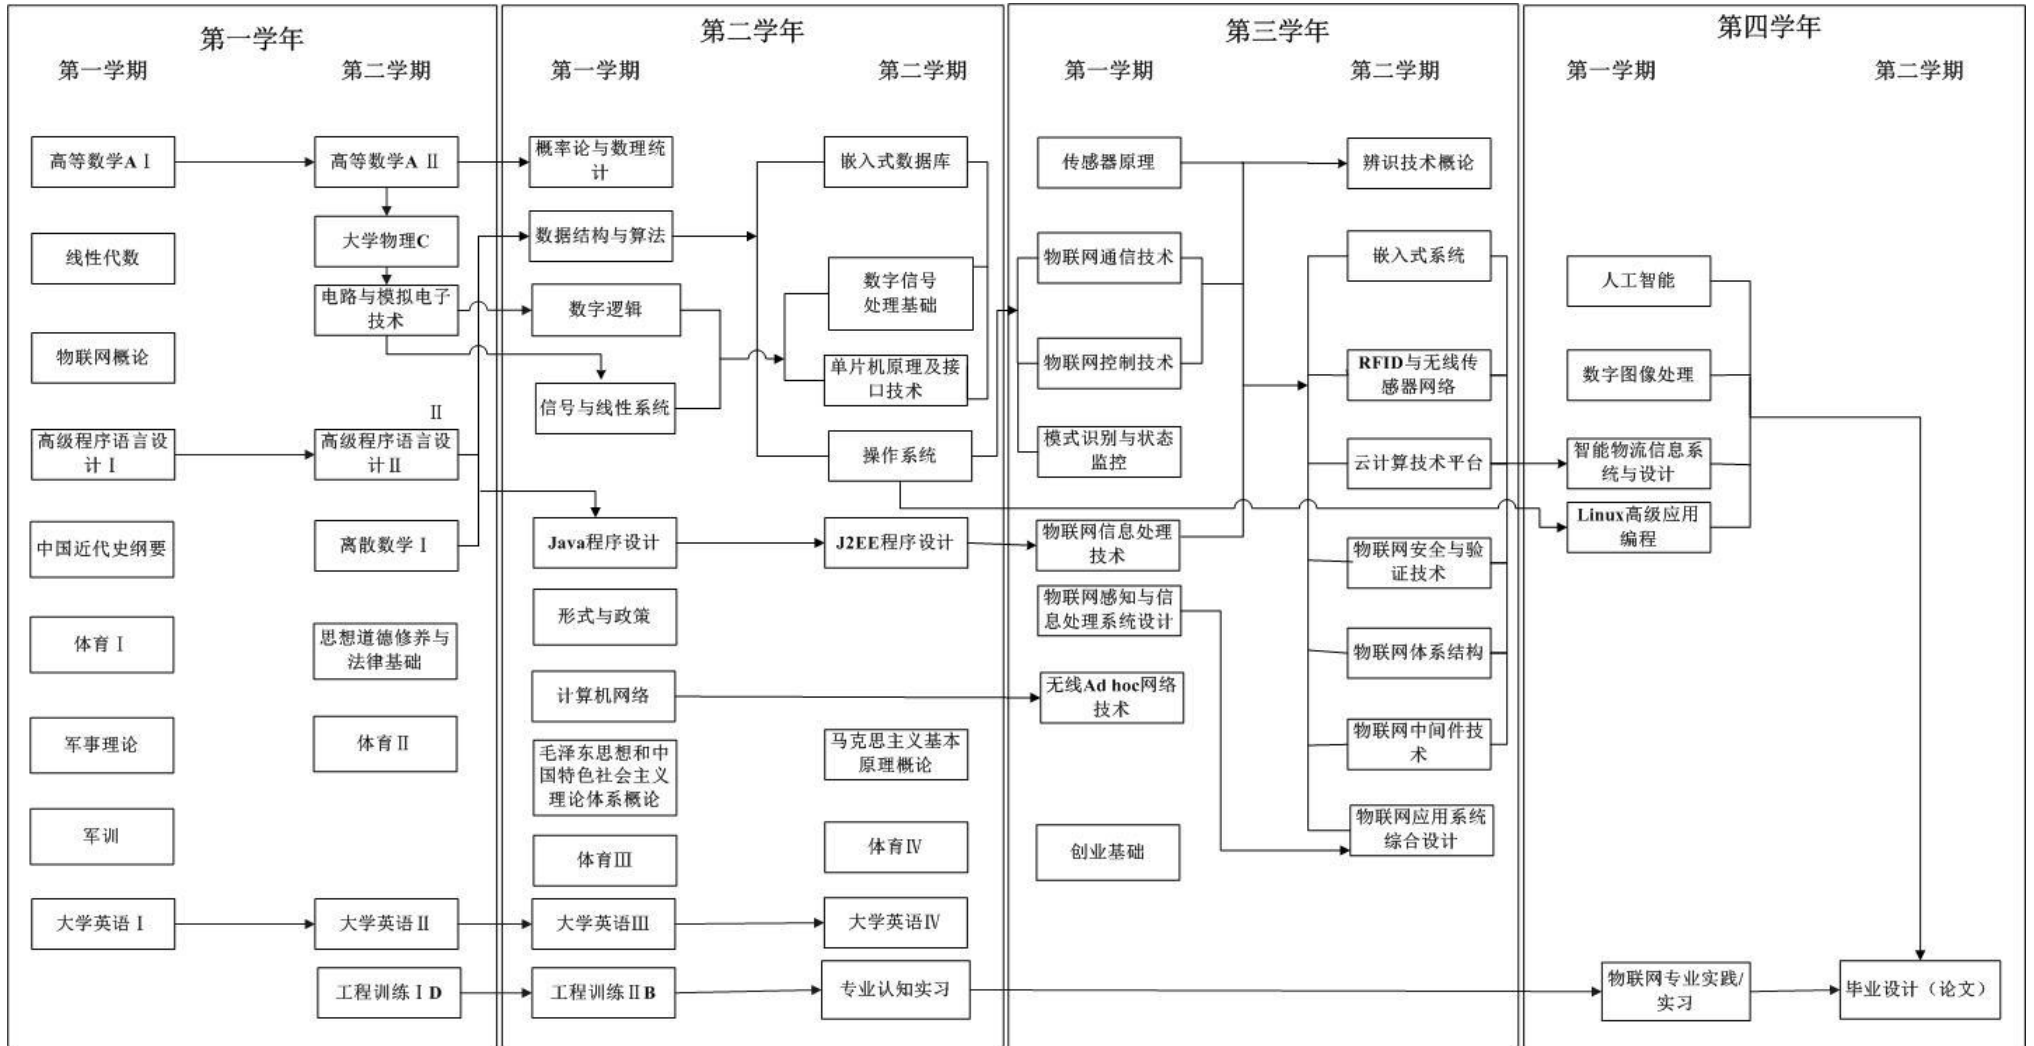 第一学年
第一学期
第二学期
高等数学A Ⅰ
线性代数
物联网概论
高级程序语言设
计Ⅰ
中国近代史纲要
体育Ⅰ
军事理论
军训
大学英语Ⅰ
高等数学A Ⅱ
大学物理C
电路与模拟电子
技术
Ⅱ
高级程序语言设
计Ⅱ
离散数学Ⅰ
思想道德修养与
法律基础
体育Ⅱ
大学英语Ⅱ
工程训练Ⅰ D
第二学年
第一学期
第二学期
概率论与数理统
计
数据结构与算法
数字逻辑
信号与线性系统
Java程序设计
形式与政策
计算机网络
毛泽东思想和中
国特色社会主义
理论体系概论
体育Ⅲ
大学英语Ⅲ
工程训练Ⅱ B
嵌入式数据库
数字信号
处理基础
单片机原理及接
口技术
操作系统
J2EE程序设计
马克思主义基本
原理概论
体育Ⅳ
大学英语Ⅳ
专业认知实习
第三学年
第一学期
第二学期
传感器原理
物联网通信技术
物联网控制技术
模式识别与状态
监控
物联网信息处理
技术
物联网感知与信
息处理系统设计
无线Ad hoc网络
技术
创业基础
辨识技术概论
嵌入式系统
RFID与无线传
感器网络
云计算技术平台
物联网安全与验
证技术
物联网体系结构
物联网中间件技
术
物联网应用系统
综合设计
第四学年
第一学期
第二学期
人工智能
数字图像处理
智能物流信息系
统与设计
Linux高级应用
编程
物联网专业实践/
实习
毕业设计（论文）